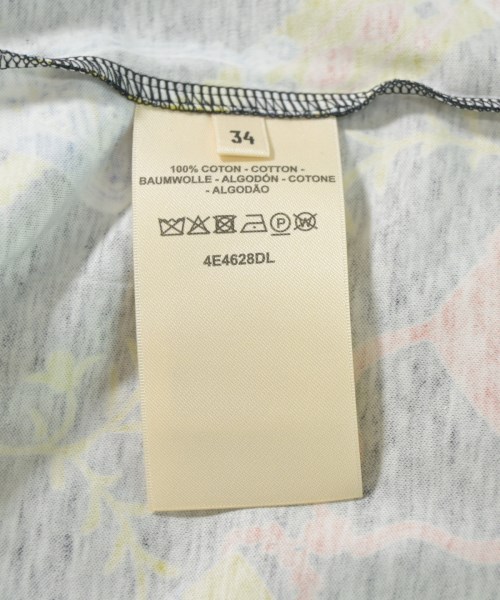 34
100% COTON - COTTON -
BAUMWOLLE - ALGODÓN - COTONE
- ALGODÃO
P
4E4628DL